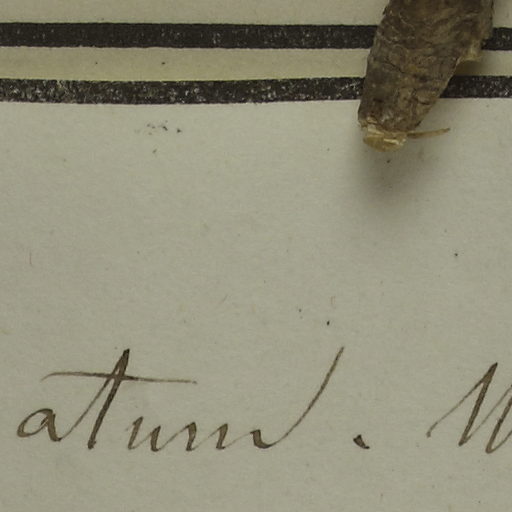 atum .